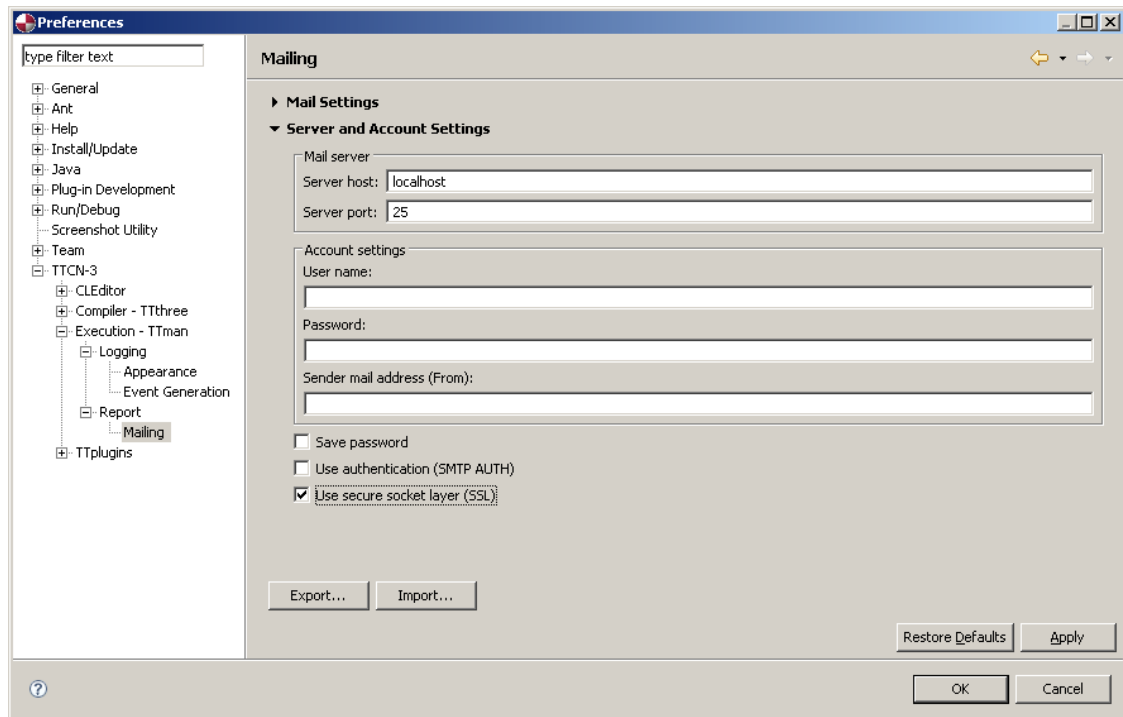 Preferences
type filter text
General
Ant
Help
Install/Update
Java
Plug-in Development
Run/Debug
Screenshot Utility
Team
TTCN-3
CLEditor
Compiler - TTthree
Execution - TTman
Logging
Appearance
Event Generation
Report
Mailing
TTplugins
Mailing
Mail Settings
Server and Account Settings
Mail server
Server host: localhost
Server port: 25
Account settings
User name:
Password:
Sender mail address (From):
Save password
Use authentication (SMTP AUTH)
Use secure socket layer (SSL)
Export... Import...
Restore Defaults Apply
? OK Cancel